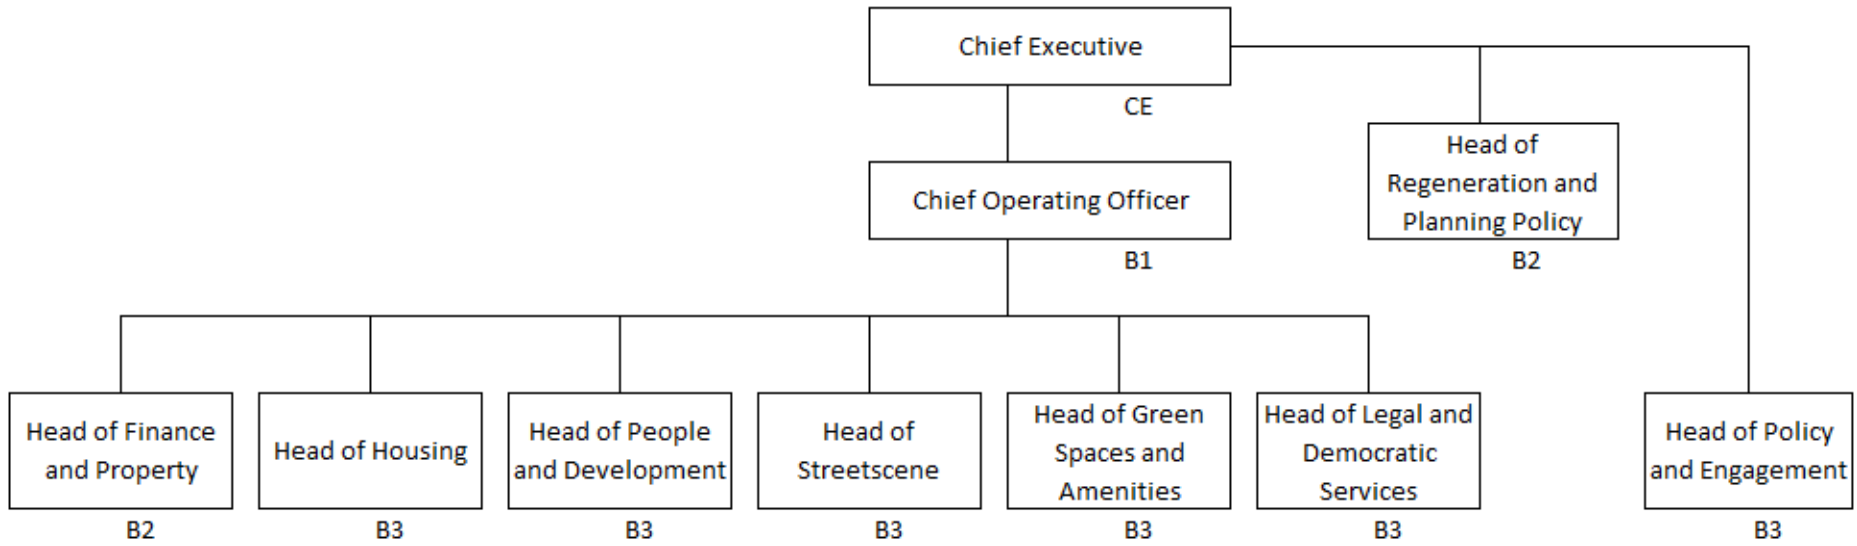 Chief Executive
CE
Head of
Regeneration and
Planning Policy
B2
Chief Operating Officer
B1
Head of Finance
and Property
B2
Head of Housing
B3
Head of People
and Development
B3
Head of
Streetscene
B3
Head of Green
Spaces and
Amenities
B3
Head of Legal and
Democratic
Services
B3
Head of Policy
and Engagement
B3